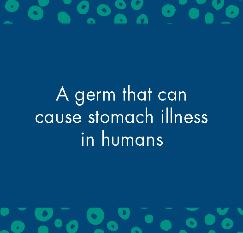 A germ that can
cause stomach illness
in humans